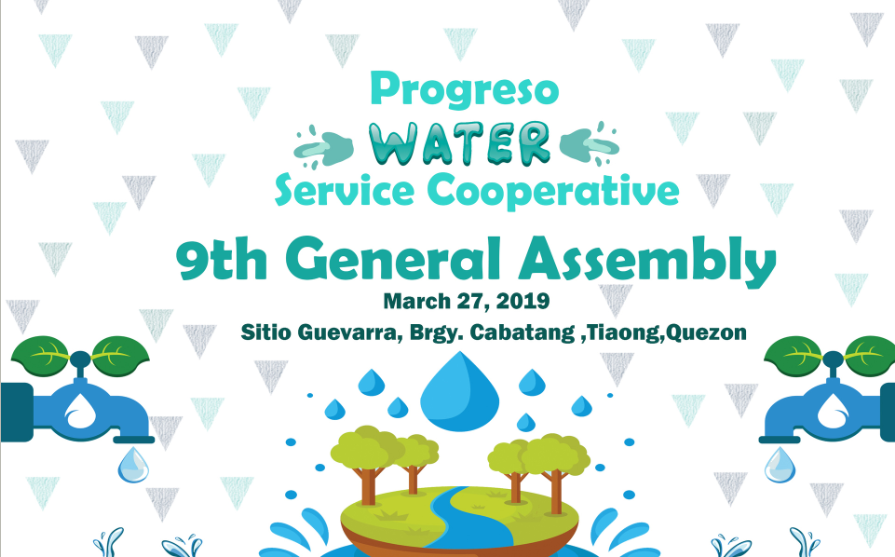 Progreso
WATER
Service Cooperative
9th General Assembly
March 27, 2019
Sitio Guevarra, Brgy. Cabatang ,Tiaong,Quezon